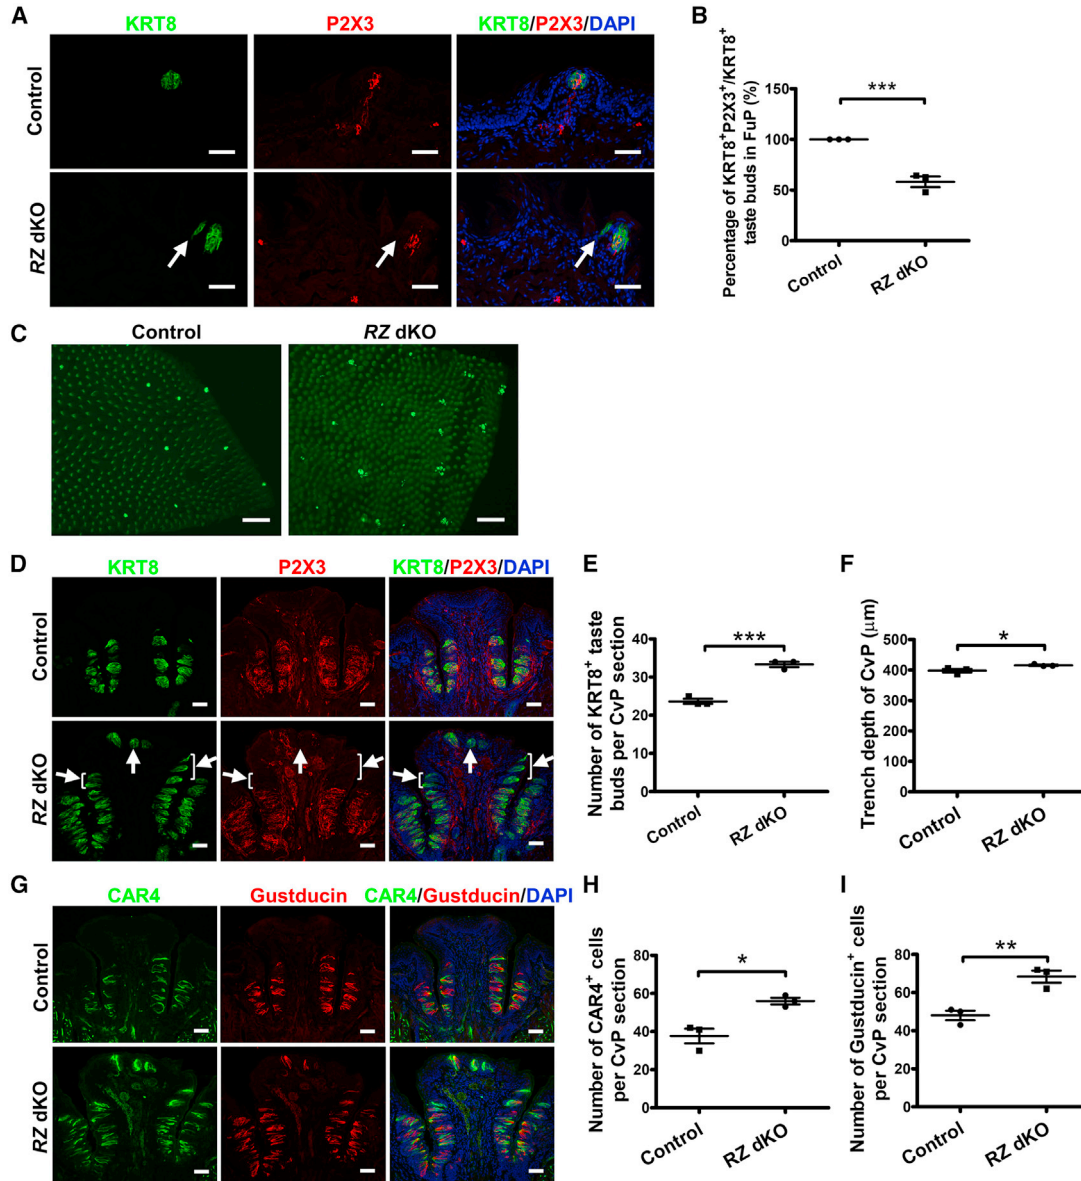 A
KRT8
P2X3
KRT8/P2X3/DAPI
Control
RZ dKO
B
Percentage of KRT8+P2X3+/KRT8+
taste buds in FuP (%)
150
100
50
0
***
Control
RZ dKO
C
Control
RZ dKO
D
KRT8
P2X3
KRT8/P2X3/DAPI
Control
RZ dKO
E
Number of KRT8+ taste
buds per CvP section
40
30
20
10
0
***
Control
RZ dKO
F
Trench depth of CvP (μm)
500
400
300
200
100
0
*
Control
RZ dKO
G
CAR4
Gustducin
CAR4/Gustducin/DAPI
Control
RZ dKO
H
Number of CAR4+ cells
per CvP section
80
60
40
20
0
*
Control
RZ dKO
I
Number of Gustducin+ cells
per CvP section
80
60
40
20
0
**
Control
RZ dKO